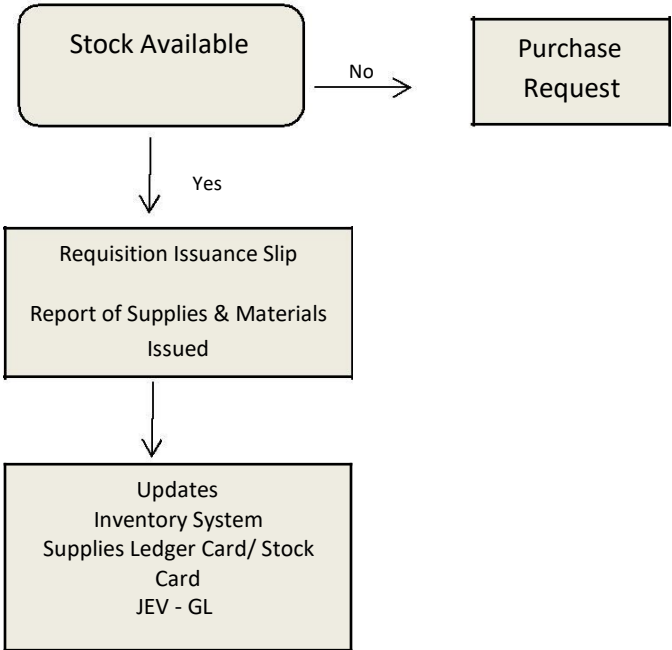 Stock Available
No
Purchase
Request
Yes
Requisition Issuance Slip
Report of Supplies & Materials
Issued
Updates
Inventory System
Supplies Ledger Card/ Stock
Card
JEV - GL